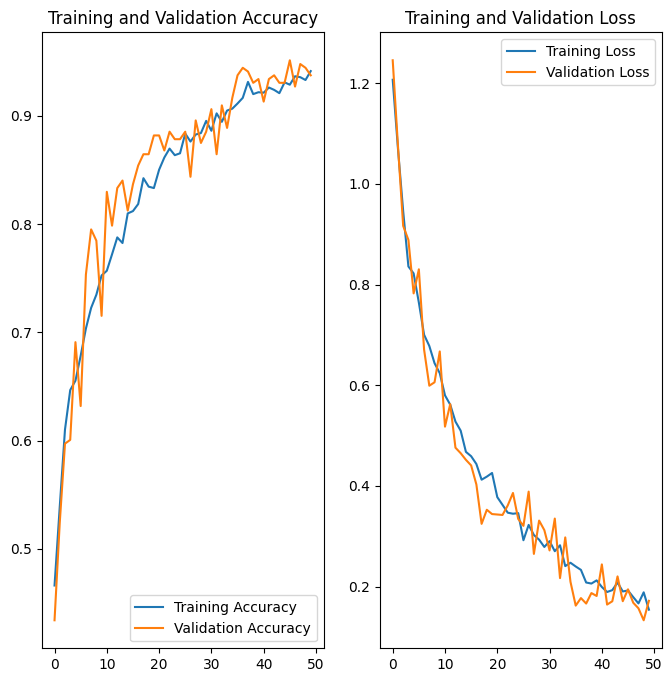 Training and Validation Accuracy
0.9
0.8
0.7
0.6
0.5
Training Accuracy
Validation Accuracy
0 10 20 30 40 50
Training and Validation Loss
Training Loss
Validation Loss
1.2
1.0
0.8
0.6
0.4
0.2
0 10 20 30 40 50